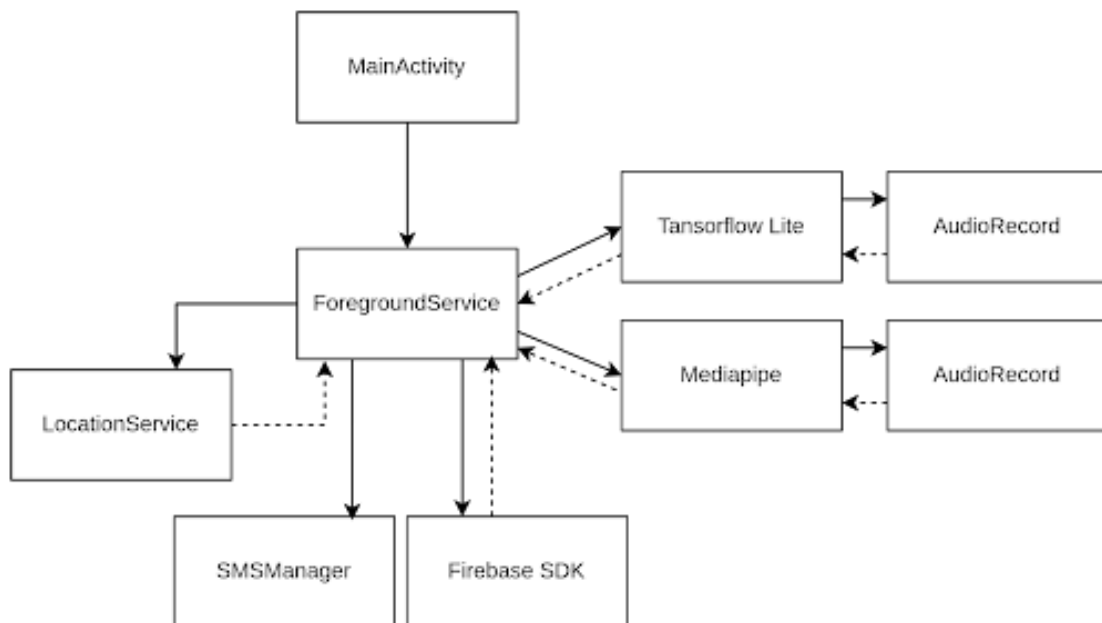 MainActivity
Tansorflow Lite
AudioRecord
ForegroundService
Mediapipe
AudioRecord
LocationService
SMSManager
Firebase SDK